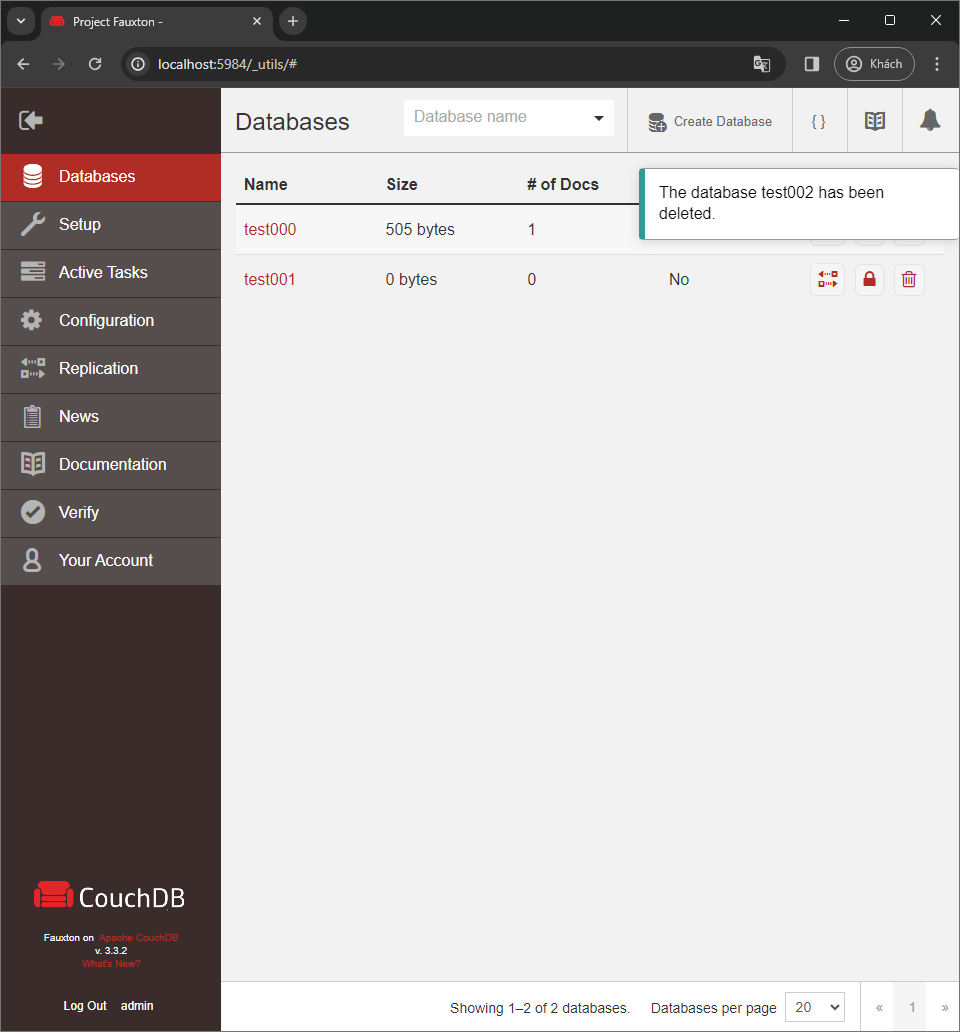 Project Fauxton -
localhost:5984/_utils/#
Khách
Databases
Database name
Create Database
{ }
Databases
Setup
Active Tasks
Configuration
Replication
News
Documentation
Verify
Your Account
Name Size # of Docs
test000 505 bytes 1
test001 0 bytes 0 No
The database test002 has been
deleted.
CouchDB
Fauxton on Apache CouchDB
v. 3.3.2
What's New?
Log Out admin
Showing 1–2 of 2 databases. Databases per page 20 « 1 »